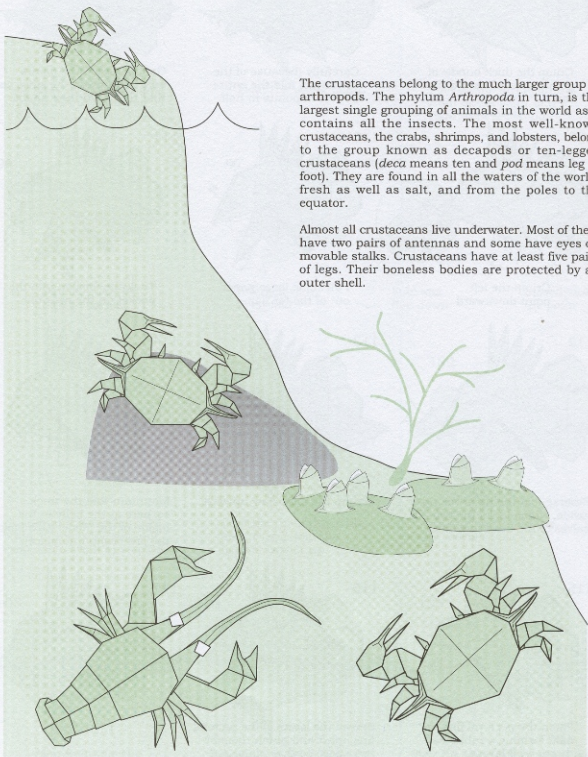 The crustaceans belong to the much larger group
arthropods. The phylum Arthropoda in turn, is th
largest single grouping of animals in the world as
contains all the insects. The most well-know
crustaceans, the crabs, shrimps, and lobsters, belon
to the group known as decapods or ten-legge
crustaceans (deca means ten and pod means leg
foot). They are found in all the waters of the world
fresh as well as salt, and from the poles to th
equator.
Almost all crustaceans live underwater. Most of the
have two pairs of antennas and some have eyes o
movable stalks. Crustaceans have at least five pai
of legs. Their boneless bodies are protected by a
outer shell.